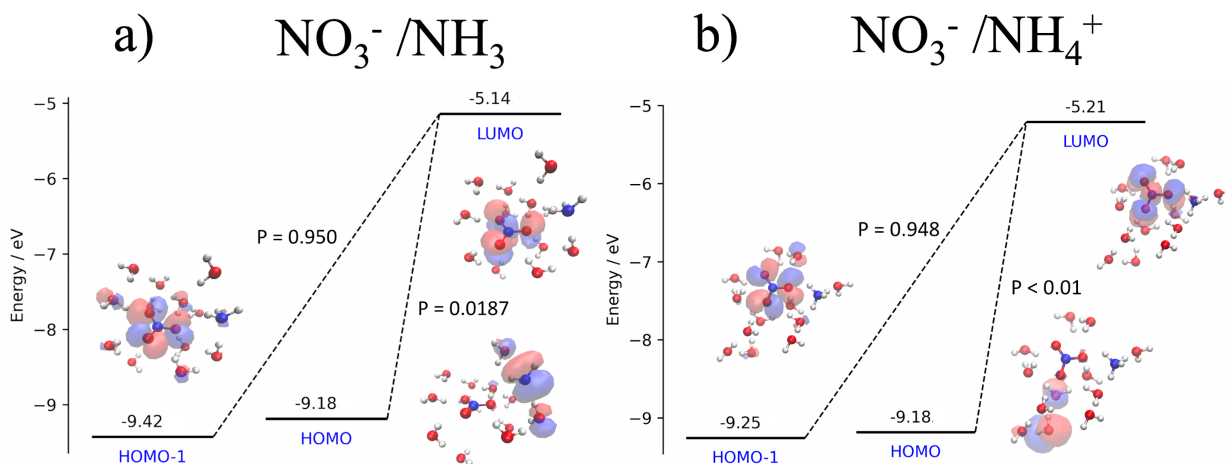 a) NO₃⁻ /NH₃
−5
−6
−7
−8
−9
Energy / eV
-5.14
LUMO
P = 0.950
P = 0.0187
-9.42
HOMO-1
-9.18
HOMO
b) NO₃⁻ /NH₄⁺
−5
−6
−7
−8
−9
Energy / eV
-5.21
LUMO
P = 0.948
P < 0.01
-9.25
HOMO-1
-9.18
HOMO